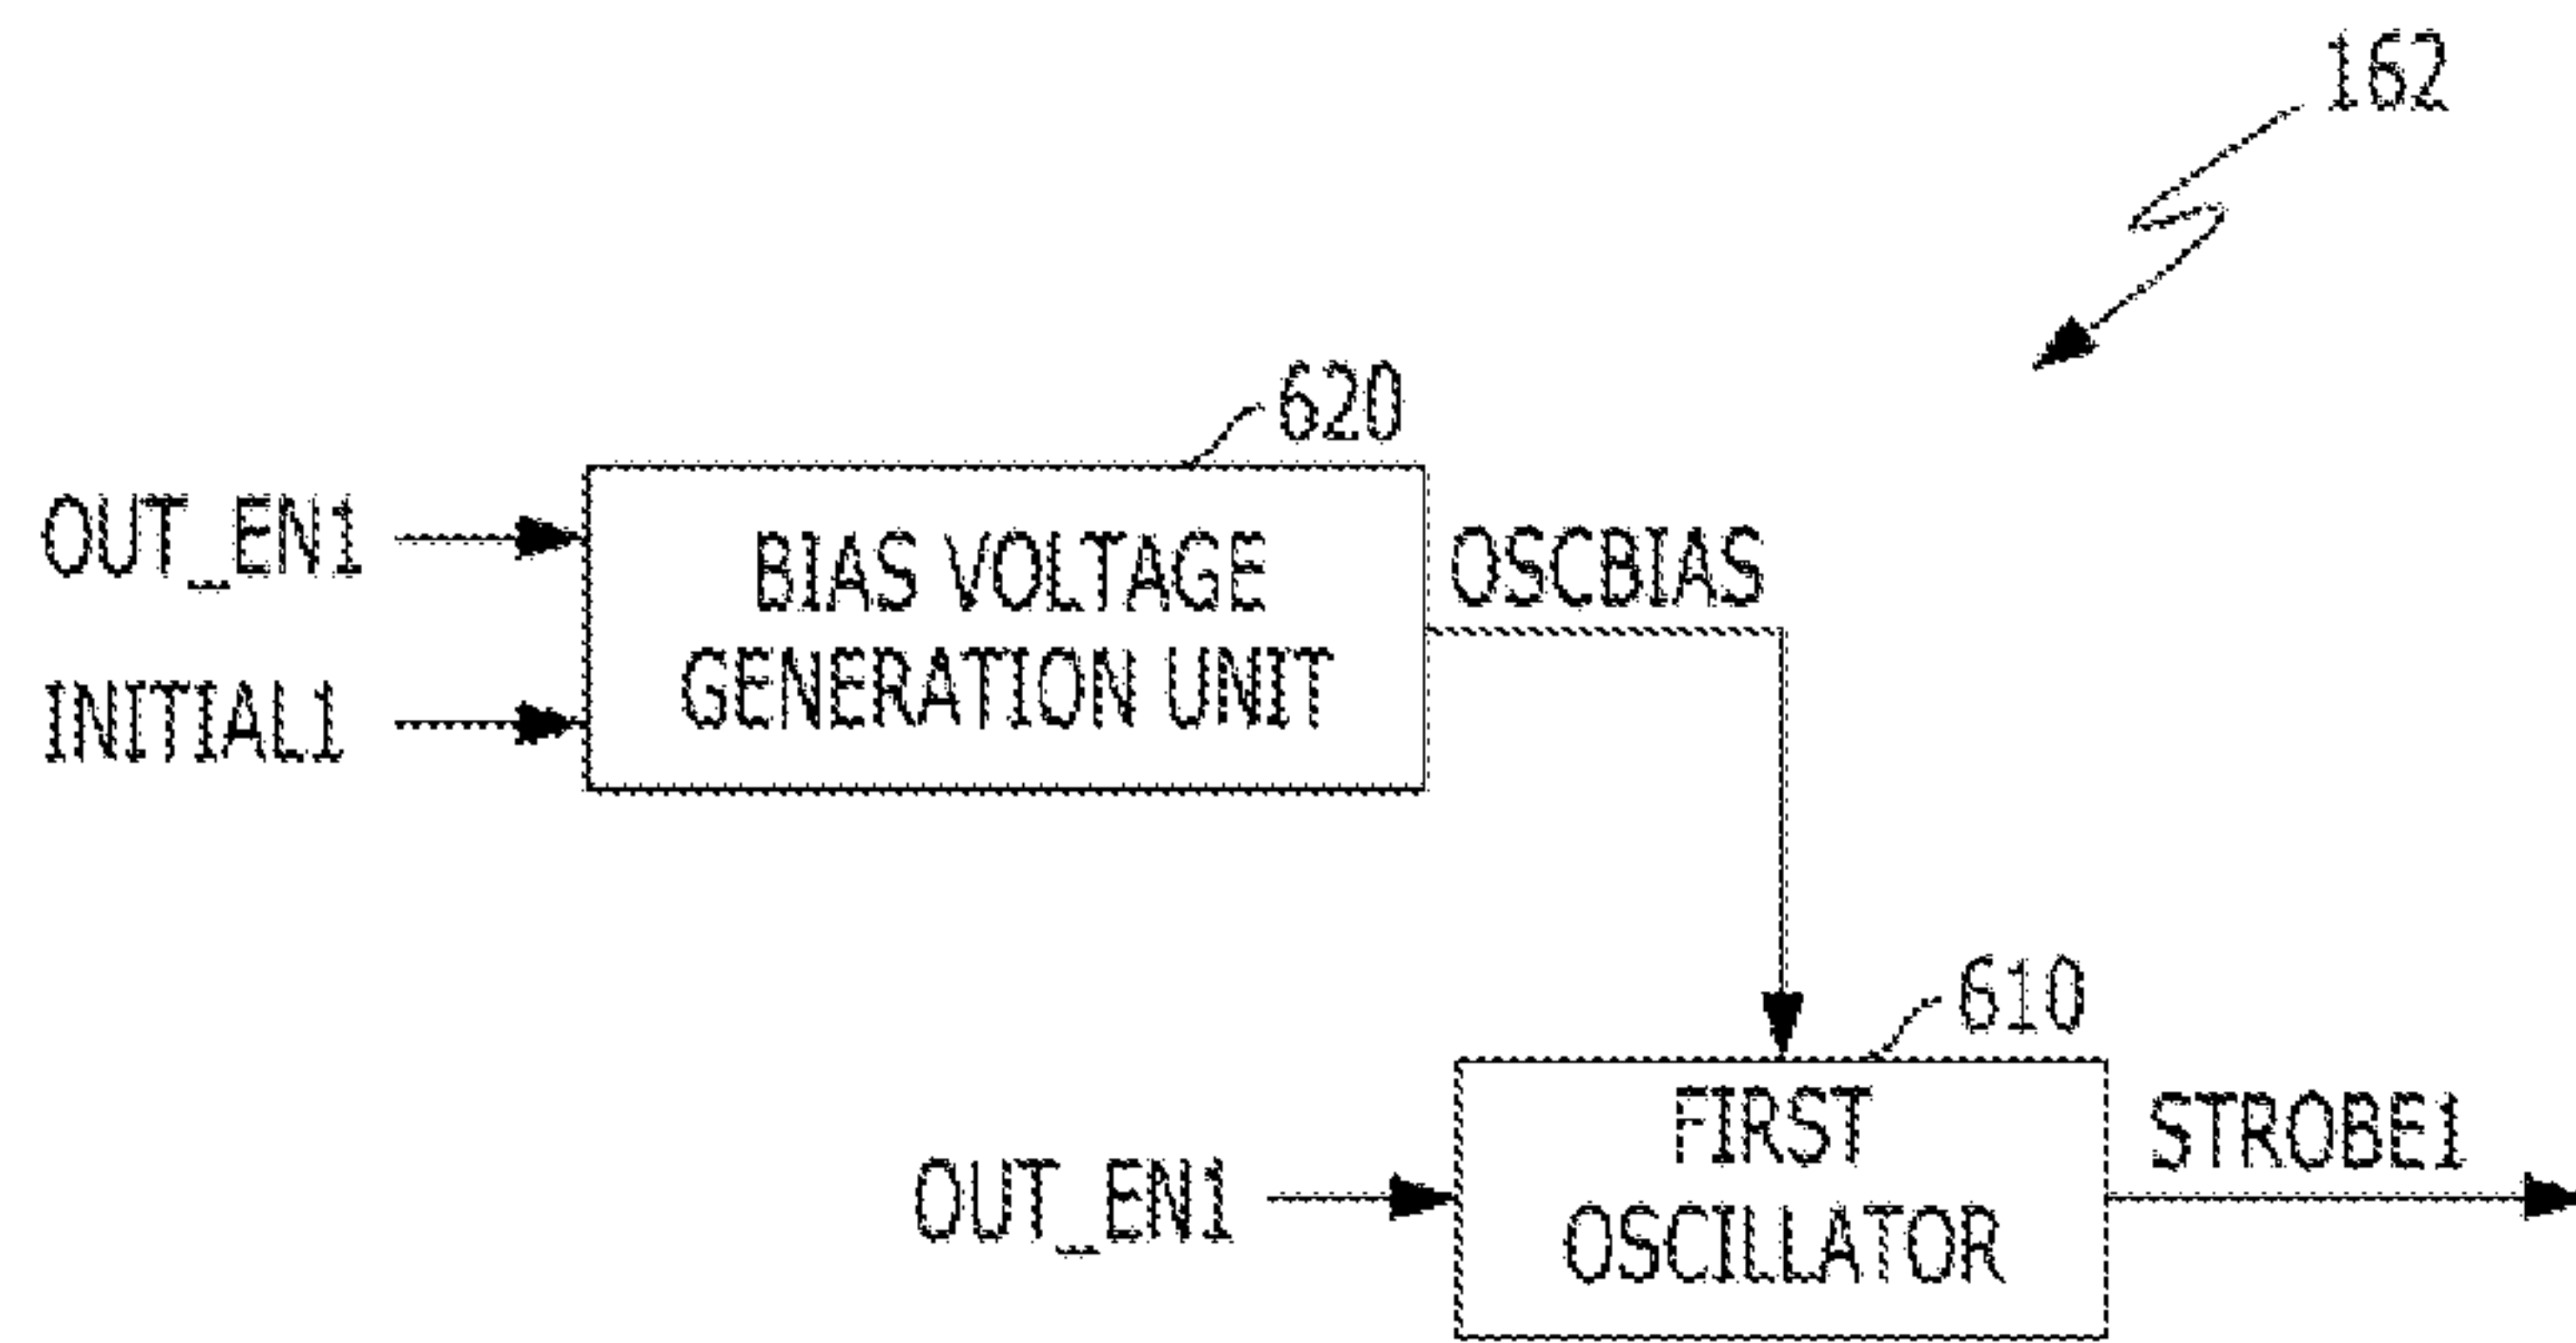 162
620
OUT_EN1
BIAS VOLTAGE
GENERATION UNIT
OSCBIAS
INITIAL1
610
FIRST
OSCILLATOR
OUT_EN1
STROBE1